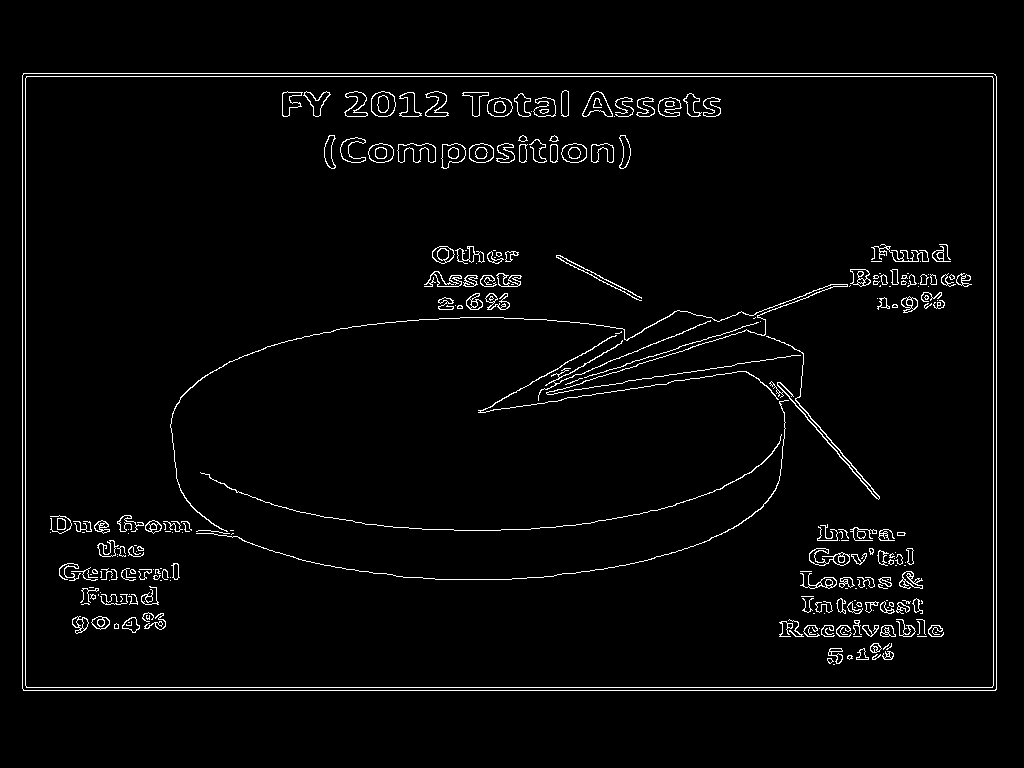 FY 2012 Total Assets
(Composition)
Other
Assets
2.6%
Fund
Balance
1.9%
Due from
the
General
Fund
90.4%
Intra-
Gov'tal
Loans &
Interest
Receivable
5.1%